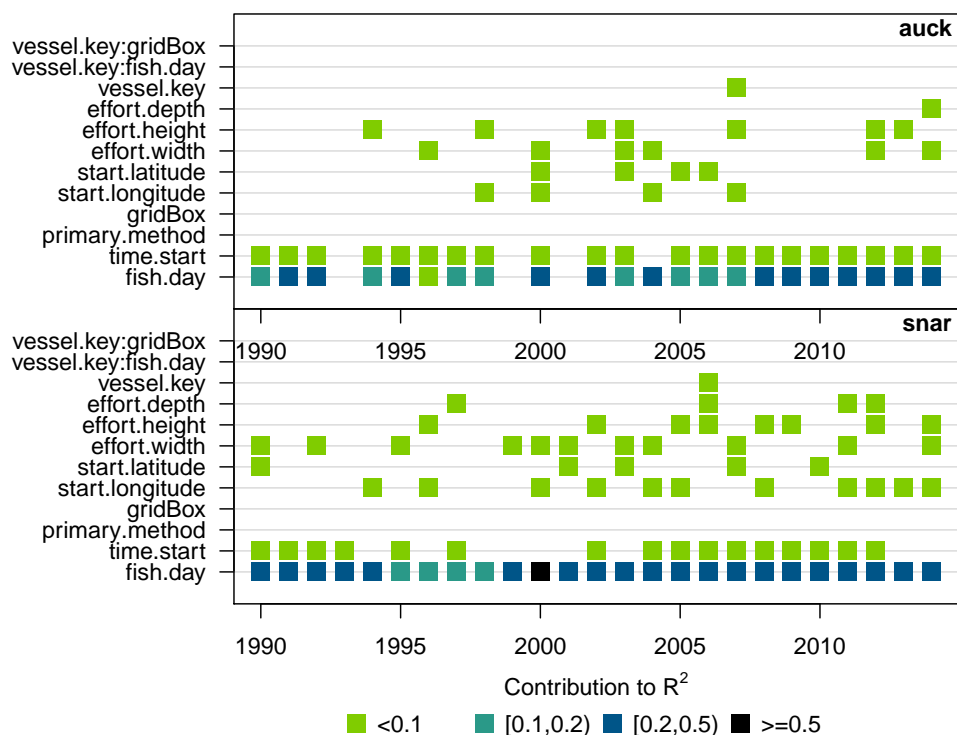 auck
vessel.key:gridBox
vessel.key:fish.day
vessel.key
effort.depth
effort.height
effort.width
start.latitude
start.longitude
gridBox
primary.method
time.start
fish.day
snar
vessel.key:gridBox
1990 1995 2000 2005 2010
vessel.key:fish.day
vessel.key
effort.depth
effort.height
effort.width
start.latitude
start.longitude
gridBox
primary.method
time.start
fish.day
1990 1995 2000 2005 2010
Contribution to R²
<0.1 [0.1,0.2) [0.2,0.5) >=0.5